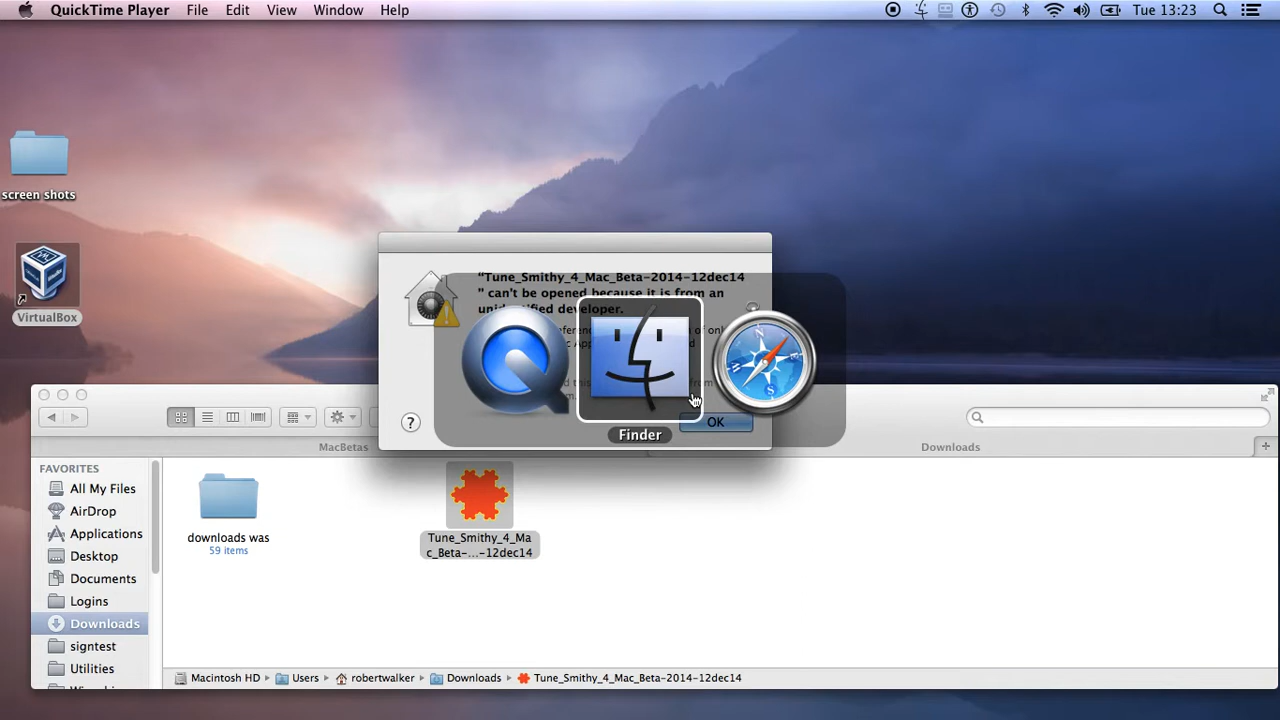 QuickTime Player File Edit View Window Help Tue 13:23
screen shots
VirtualBox
“Tune_Smithy_4_Mac_Beta-2014-12dec14
” can’t be opened because it is from an
unidentified developer.
OK
?
Finder
MacBetas Downloads
FAVORITES
All My Files
AirDrop
Applications
Desktop
Documents
Logins
Downloads
signtest
Utilities
downloads was
59 items
Tune_Smithy_4_Ma
c_Beta-...-12dec14
Macintosh HD Users robertwalker Downloads Tune_Smithy_4_Mac_Beta-2014-12dec14